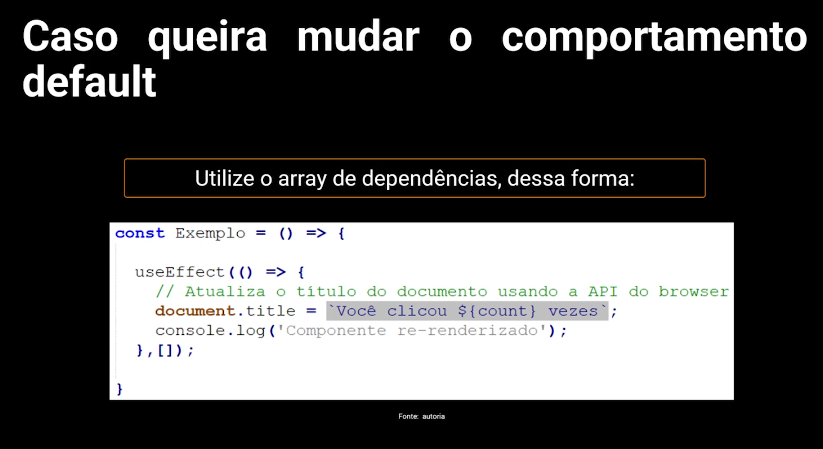 Caso queira mudar o comportamento
default
Utilize o array de dependências, dessa forma:
const Exemplo = () => {
useEffect(() => {
// Atualiza o titulo do documento usando a API do browser
document.title = `Você clicou ${count} vezes`;
console.log('Componente re-renderizado');
},[]);
}
Fonte: autoria